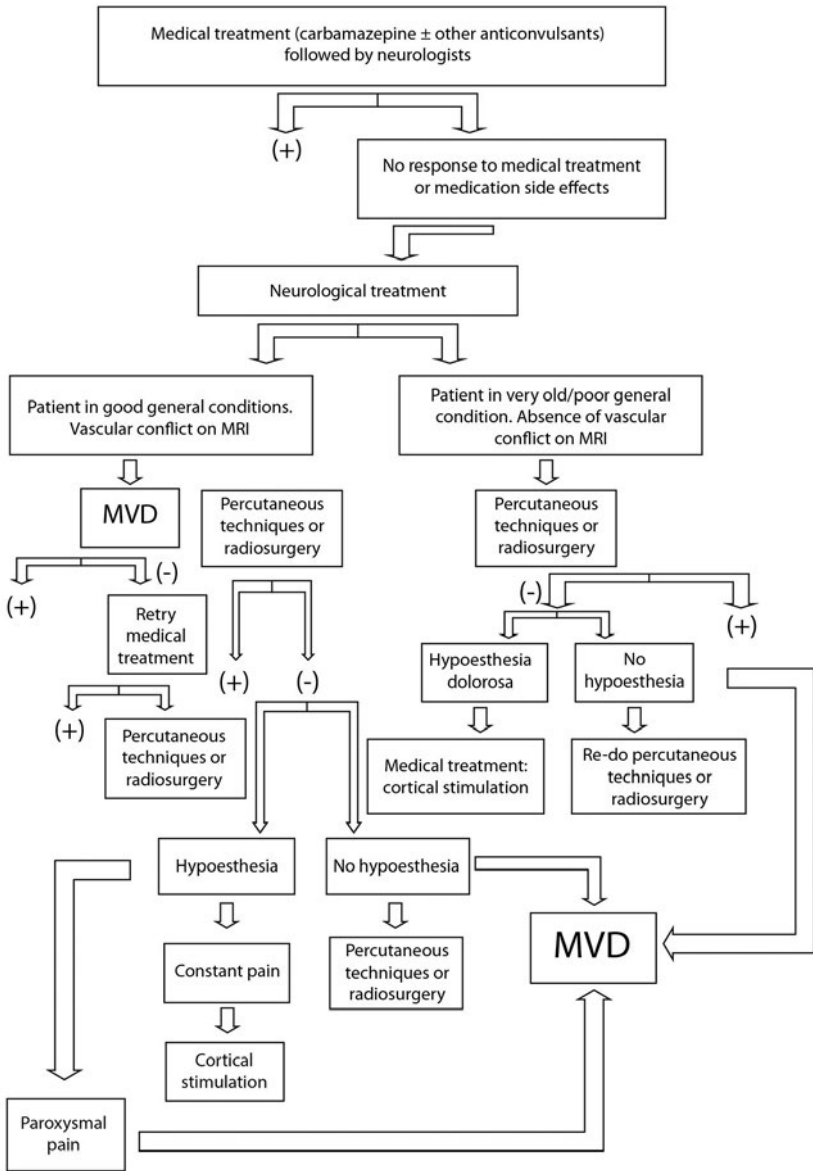 Medical treatment (carbamazepine ± other anticonvulsants)
followed by neurologists
(+)
No response to medical treatment
or medication side effects
Neurological treatment
Patient in good general conditions.
Vascular conflict on MRI
Patient in very old/poor general
condition. Absence of vascular
conflict on MRI
MVD
Percutaneous
techniques or
radiosurgery
Percutaneous
techniques or
radiosurgery
(+)
(-)
Retry
medical
treatment
(+)
(-)
(-)
(+)
Hypoesthesia
dolorosa
No
hypoesthesia
(+)
Percutaneous
techniques or
radiosurgery
Medical treatment:
cortical stimulation
Re-do percutaneous
techniques or
radiosurgery
Hypoesthesia
No hypoesthesia
MVD
Constant pain
Percutaneous
techniques or
radiosurgery
Cortical
stimulation
Paroxysmal
pain